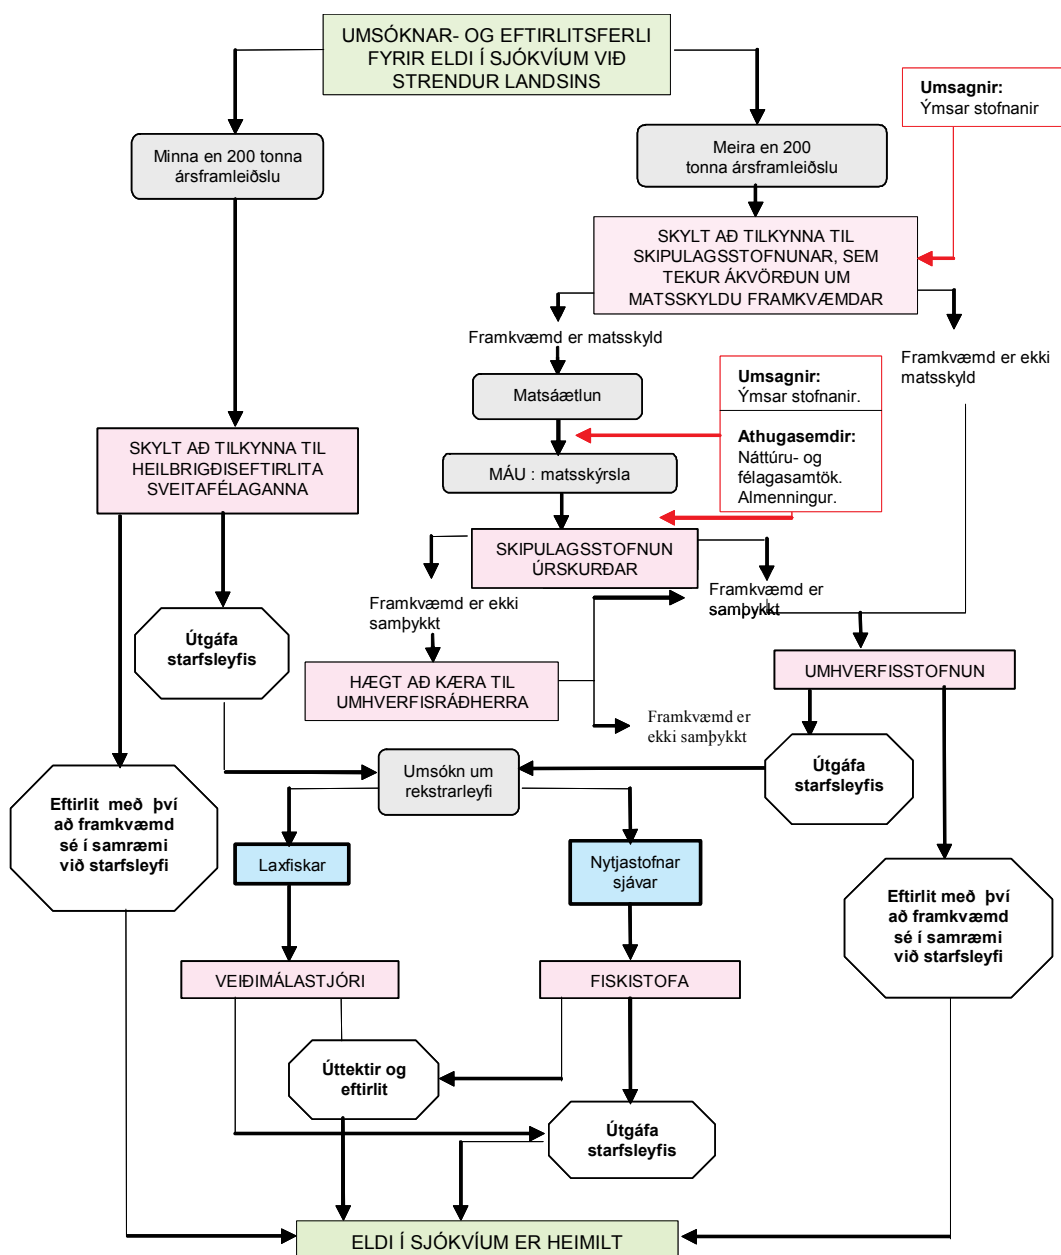 UMSÓKNAR- OG EFTIRLITSFERLI
FYRIR ELDI Í SJÓKVÍUM VIÐ
STRENDUR LANDSINS
Umsagnir:
Ýmsar stofnanir
Minna en 200 tonna
ársframleiðslu
Meira en 200
tonna ársframleiðslu
SKYLT AÐ TILKYNNA TIL
SKIPULAGSSTOFNUNAR, SEM
TEKUR ÁKVÖRÐUN UM
MATSSKYLDU FRAMKVÆMDAR
Framkvæmd er matsskyld
Framkvæmd er ekki
matsskyld
Umsagnir:
Ýmsar stofnanir.
Matsáætlun
Athugasemdir:
Náttúru- og
félagasamtök.
Almenningur.
SKYLT AÐ TILKYNNA TIL
HEILBRIGÐISEFTIRLITA
SVEITAFÉLAGANNA
MÁU : matsskýrsla
SKIPULAGSSTOFNUN
ÚRSKURÐAR
Framkvæmd er ekki
samþykkt
Framkvæmd er
samþykkt
Útgáfa
starfsleyfis
HÆGT AÐ KÆRA TIL
UMHVERFISRÁÐHERRA
UMHVERFISSTOFNUN
Framkvæmd er
ekki samþykkt
Umsókn um
rekstrarleyfi
Útgáfa
starfsleyfis
Eftirlit með því
að framkvæmd
sé í samræmi
við starfsleyfi
Laxfiskar
Nytjastofnar
sjávar
Eftirlit með því
að framkvæmd
sé í samræmi
við starfsleyfi
VEIÐIMÁLASTJÓRI
FISKISTOFA
Úttektir og
eftirlit
Útgáfa
starfsleyfis
ELDI Í SJÓKVÍUM ER HEIMILT